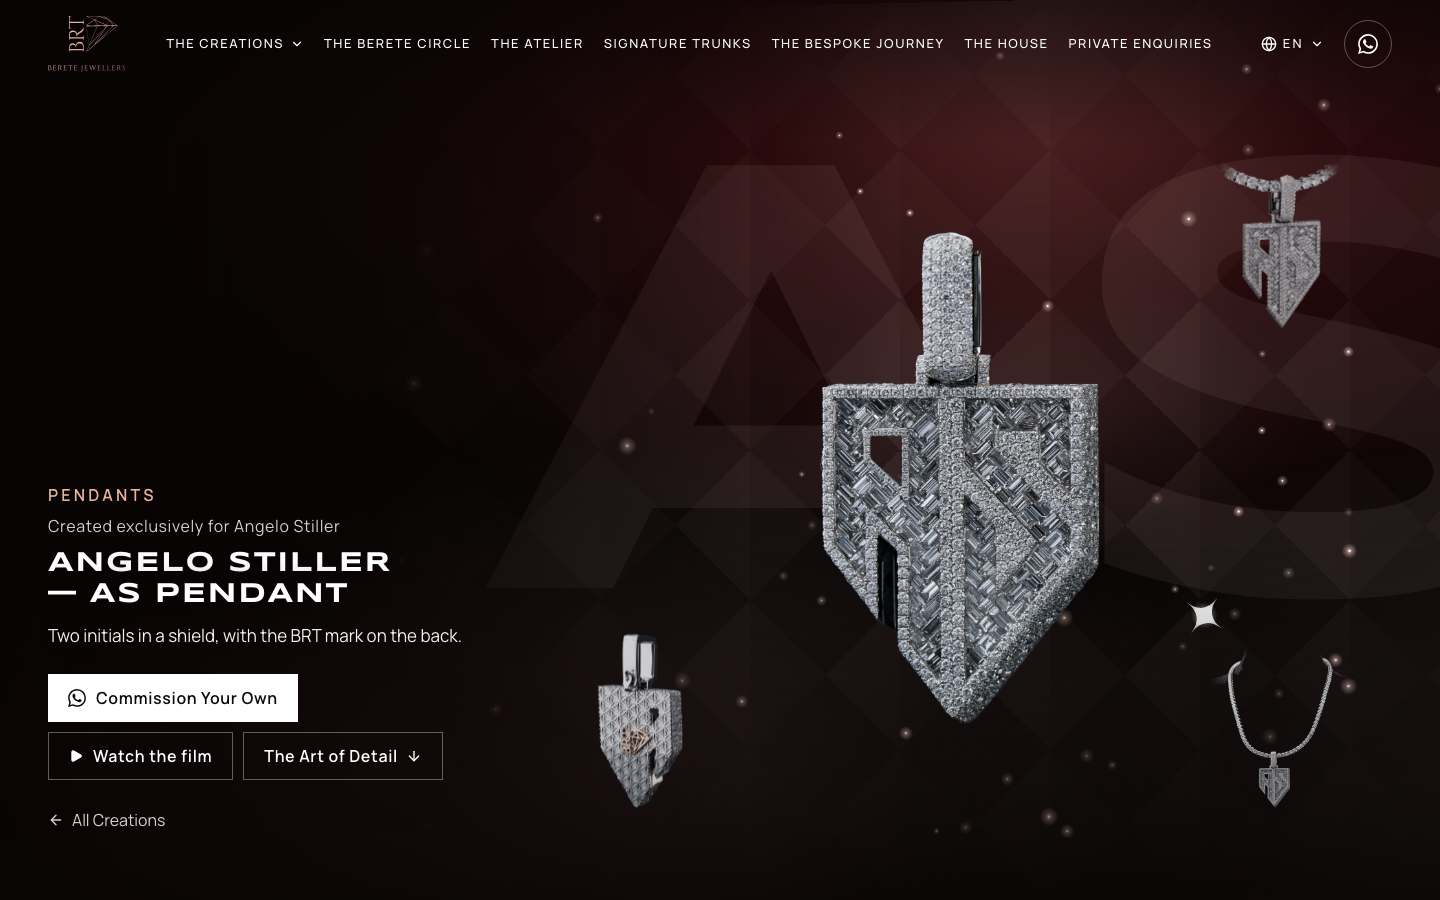 BRT
BERETE JEWELLERS
THE CREATIONS
THE BERETE CIRCLE
THE ATELIER
SIGNATURE TRUNKS
THE BESPOKE JOURNEY
THE HOUSE
PRIVATE ENQUIRIES
EN
AS
PENDANTS
Created exclusively for Angelo Stiller
ANGELO STILLER
— AS PENDANT
Two initials in a shield, with the BRT mark on the back.
Commission Your Own
Watch the film
The Art of Detail
All Creations